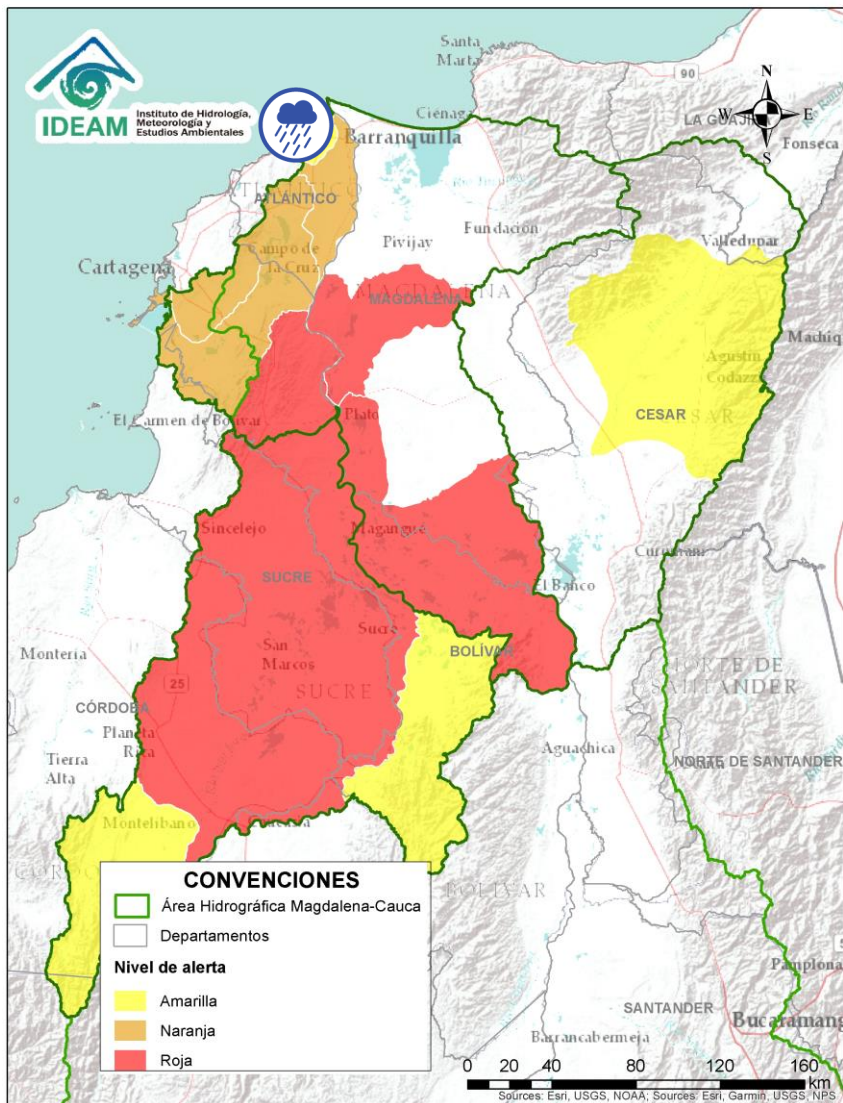 IDEAM
Instituto de Hidrología,
Meteorología y
Estudios Ambientales
Santa
Marta
90
N
W
E
S
Ciénaga
LA GUAJI
Fonseca
Barranquilla
ATLÁNTICO
Fundación
Pivijay
Valledupar
Campo de
la Cruz
Cartagena
MAGDALENA
MAGDALENA
Agustín
Codazzi
CESAR
Plato
El Carmen de Bolívar
Sincelejo
Magangué
SUCRE
El Banco
Sucre
San
Marcos
BOLÍVAR
SUCRE
Montería
25
CÓRDOBA
Planeta
Rica
Tierra
Alta
NORTE DE
SANTANDER
Aguachica
NORTE DE SANTANDER
Montelíbano
BOLÍVAR
CONVENCIONES
Área Hidrográfica Magdalena-Cauca
Departamentos
Nivel de alerta
Amarilla
Naranja
Roja
SANTANDER
Pamplona
Bucaramang
Barrancabermeja
0 20 40 80 120 160
km
Sources: Esri, USGS, NOAA; Sources: Esri, Garmin, USGS, NPS